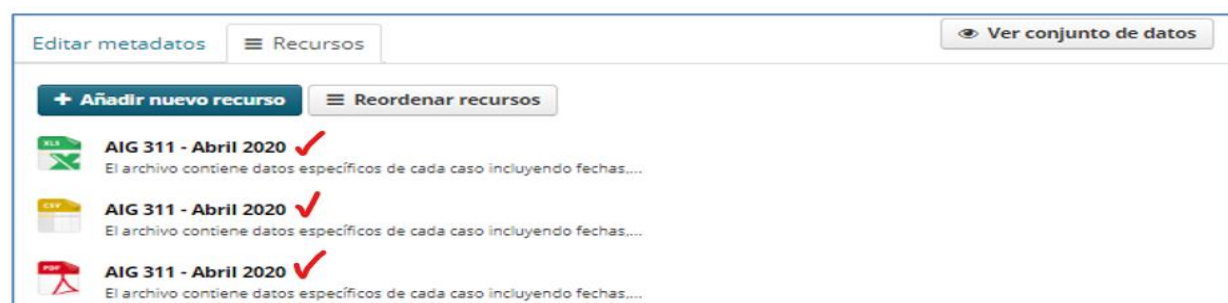 Editar metadatos
Recursos
Ver conjunto de datos
Añadir nuevo recurso
Reordenar recursos
XLS
AIG 311 - Abril 2020
El archivo contiene datos específicos de cada caso incluyendo fechas,...
CSV
AIG 311 - Abril 2020
El archivo contiene datos específicos de cada caso incluyendo fechas,...
PDF
AIG 311 - Abril 2020
El archivo contiene datos específicos de cada caso incluyendo fechas,...